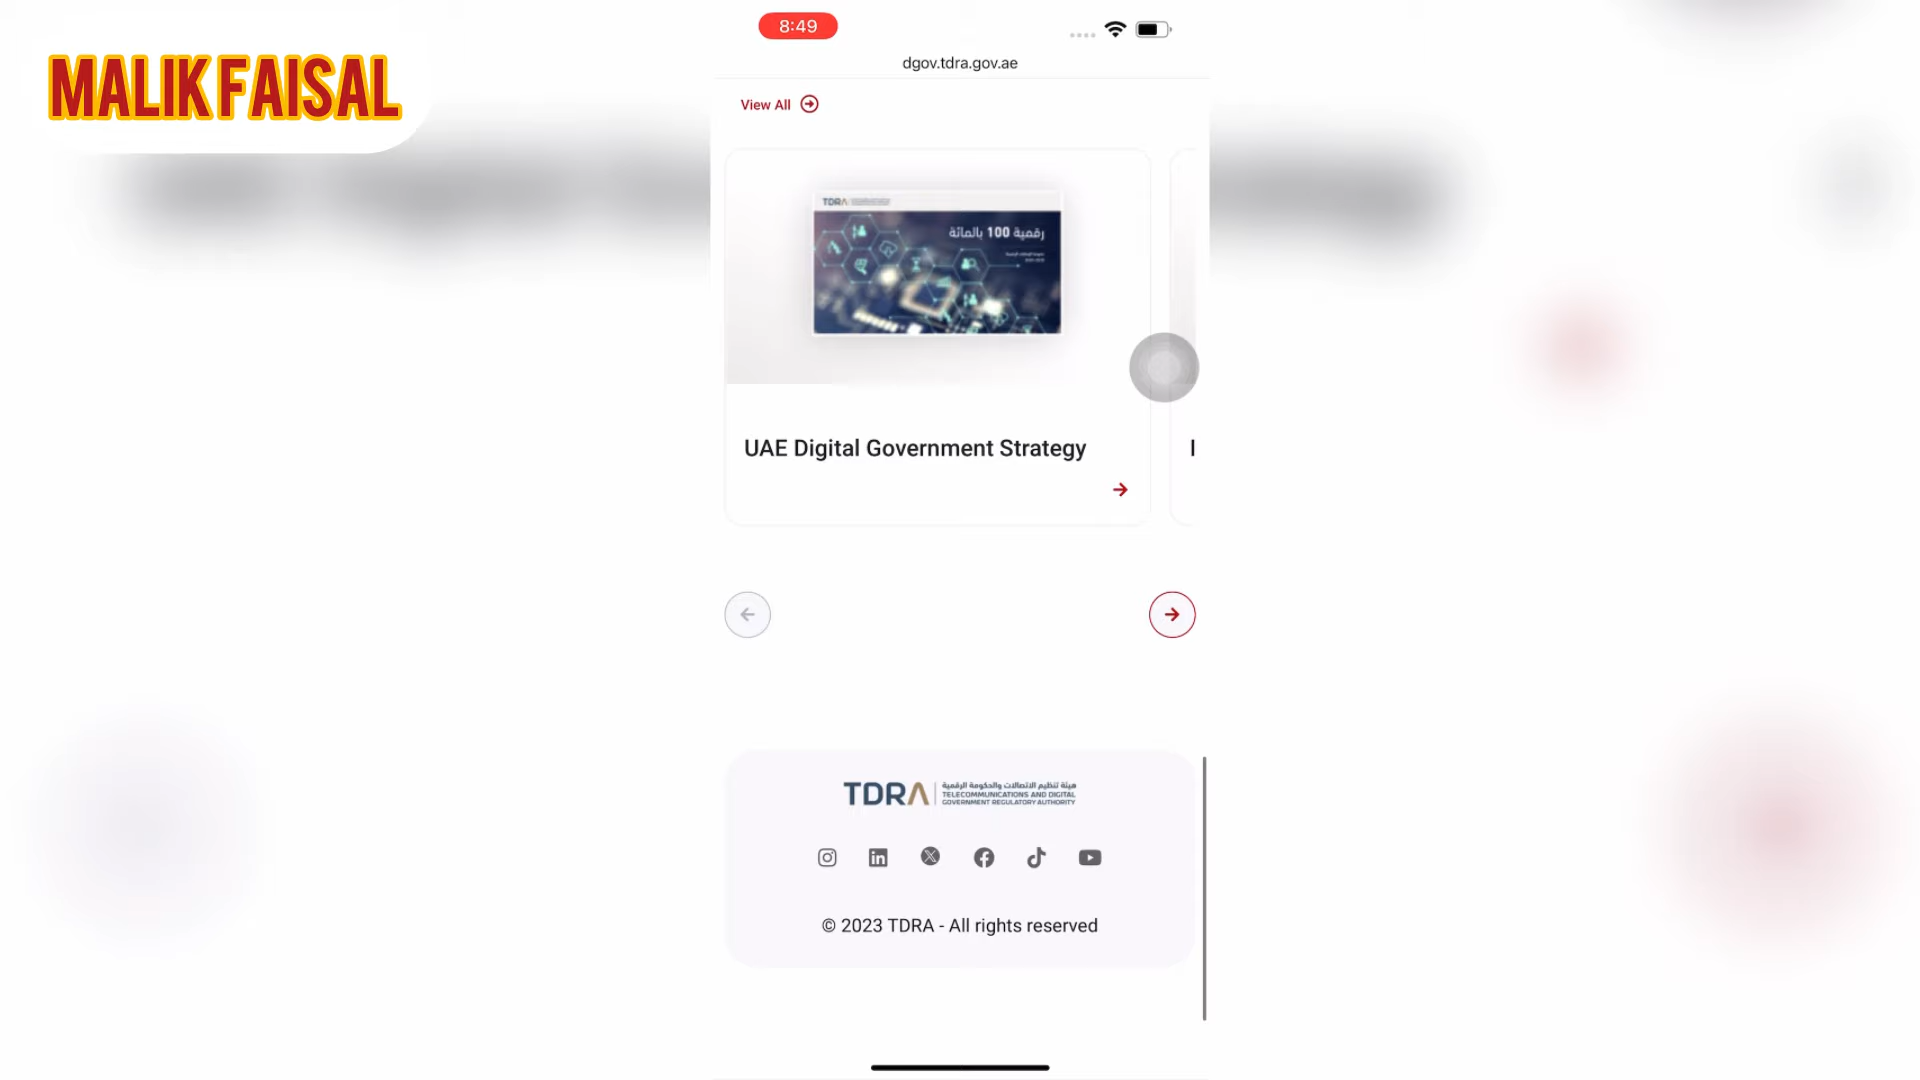 MALIK FAISAL
8:49
dgov.tdra.gov.ae
View All
TDRA
رقمية 100 بالمائة
UAE Digital Government Strategy
TDRA
هيئة تنظيم الاتصالات والحكومة الرقمية
TELECOMMUNICATIONS AND DIGITAL
GOVERNMENT REGULATORY AUTHORITY
© 2023 TDRA - All rights reserved